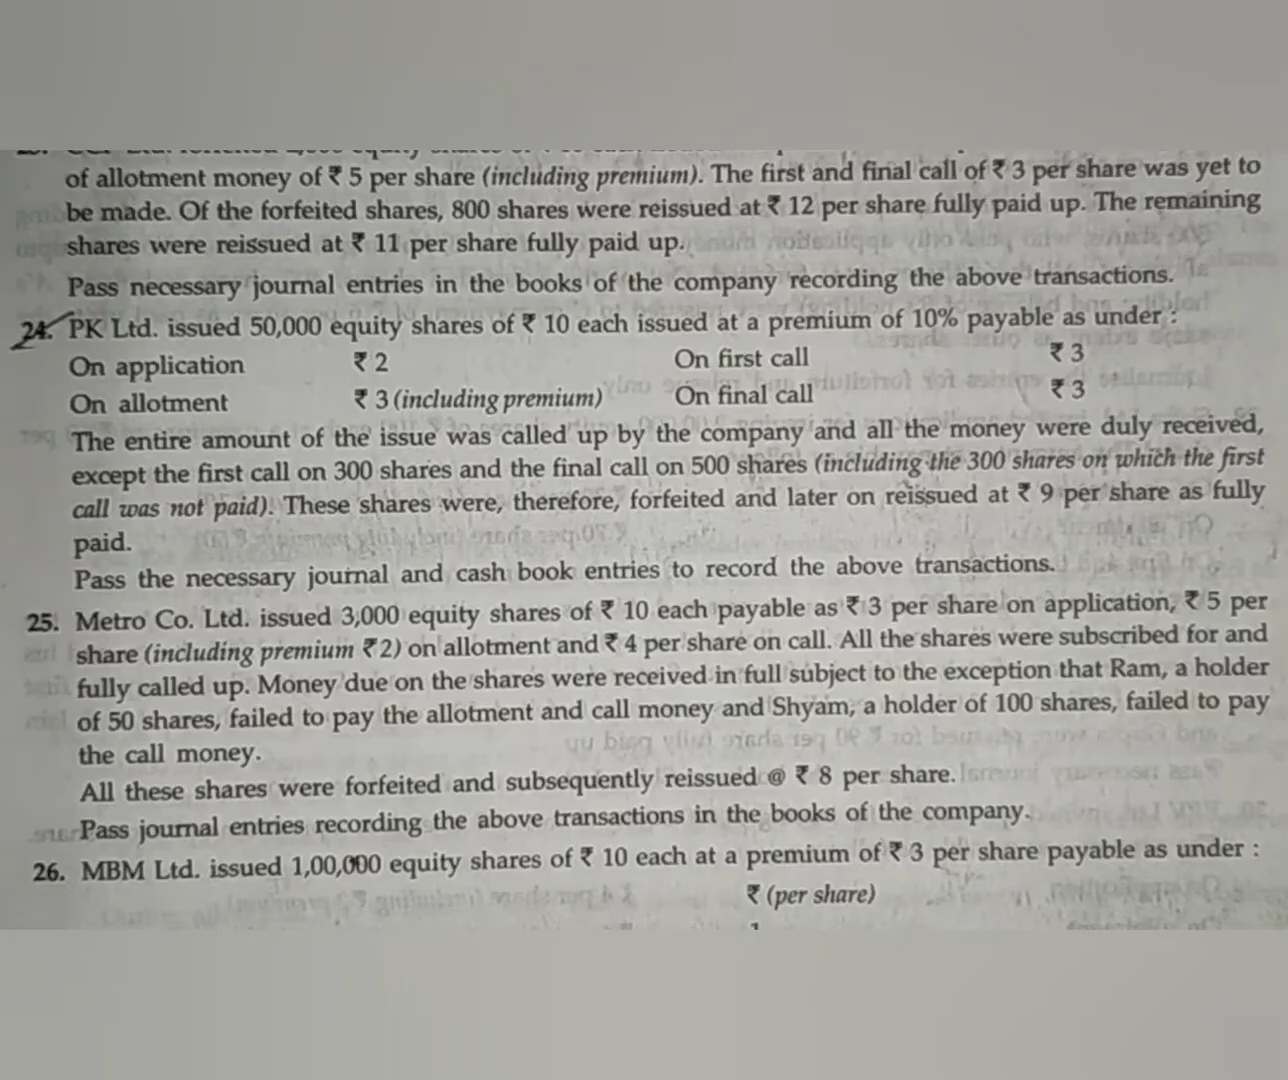 of allotment money of ₹ 5 per share (including premium). The first and final call of ₹ 3 per share was yet to
be made. Of the forfeited shares, 800 shares were reissued at ₹ 12 per share fully paid up. The remaining
shares were reissued at ₹ 11 per share fully paid up.
Pass necessary journal entries in the books of the company recording the above transactions.
24. PK Ltd. issued 50,000 equity shares of ₹ 10 each issued at a premium of 10% payable as under :
On application ₹ 2 On first call ₹ 3
On allotment ₹ 3 (including premium) On final call ₹ 3
The entire amount of the issue was called up by the company and all the money were duly received,
except the first call on 300 shares and the final call on 500 shares (including the 300 shares on which the first
call was not paid). These shares were, therefore, forfeited and later on reissued at ₹ 9 per share as fully
paid.
Pass the necessary journal and cash book entries to record the above transactions.
25. Metro Co. Ltd. issued 3,000 equity shares of ₹ 10 each payable as ₹ 3 per share on application, ₹ 5 per
share (including premium ₹ 2) on allotment and ₹ 4 per share on call. All the shares were subscribed for and
fully called up. Money due on the shares were received in full subject to the exception that Ram, a holder
of 50 shares, failed to pay the allotment and call money and Shyam, a holder of 100 shares, failed to pay
the call money.
All these shares were forfeited and subsequently reissued @ ₹ 8 per share.
Pass journal entries recording the above transactions in the books of the company.
26. MBM Ltd. issued 1,00,000 equity shares of ₹ 10 each at a premium of ₹ 3 per share payable as under :
₹ (per share)